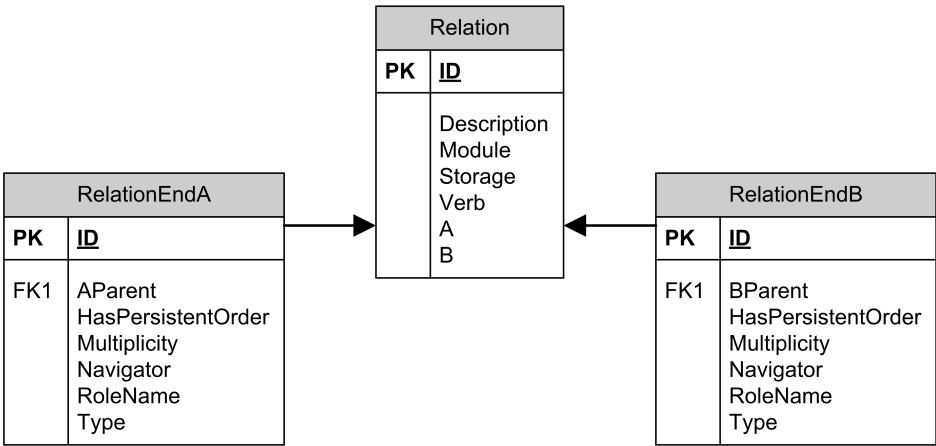 Relation
PK ID
Description
Module
Storage
Verb
A
B
RelationEndA
PK ID
FK1 AParent
HasPersistentOrder
Multiplicity
Navigator
RoleName
Type
RelationEndB
PK ID
FK1 BParent
HasPersistentOrder
Multiplicity
Navigator
RoleName
Type